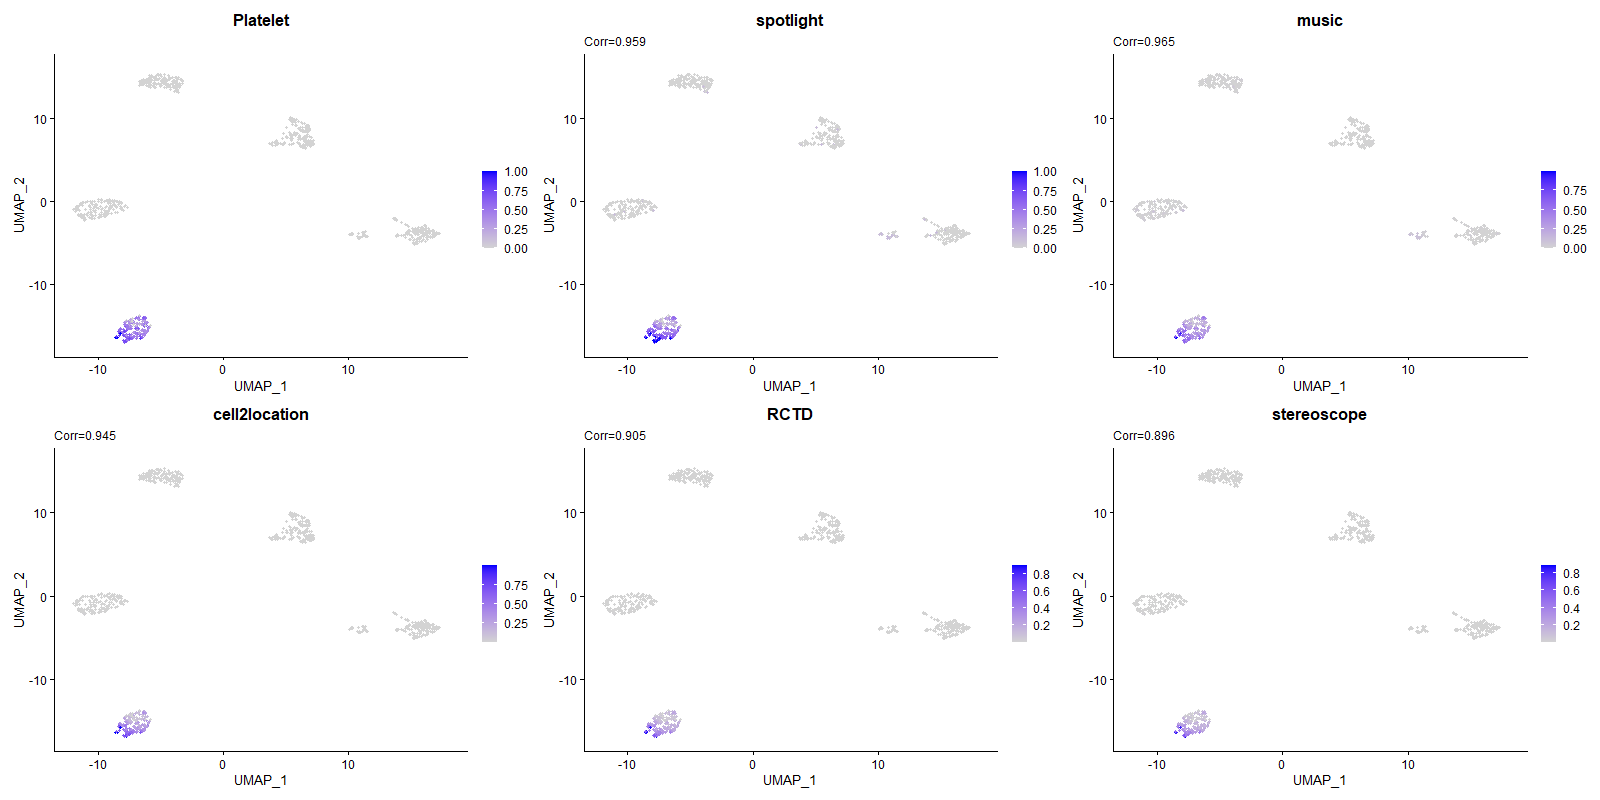 Platelet
UMAP_2
10
0
-10
-10
0
10
UMAP_1
1.00
0.75
0.50
0.25
0.00
spotlight
Corr=0.959
UMAP_2
10
0
-10
-10
0
10
UMAP_1
1.00
0.75
0.50
0.25
0.00
music
Corr=0.965
UMAP_2
10
0
-10
-10
0
10
UMAP_1
0.75
0.50
0.25
0.00
cell2location
Corr=0.945
UMAP_2
10
0
-10
-10
0
10
UMAP_1
0.75
0.50
0.25
RCTD
Corr=0.905
UMAP_2
10
0
-10
-10
0
10
UMAP_1
0.8
0.6
0.4
0.2
stereoscope
Corr=0.896
UMAP_2
10
0
-10
-10
0
10
UMAP_1
0.8
0.6
0.4
0.2